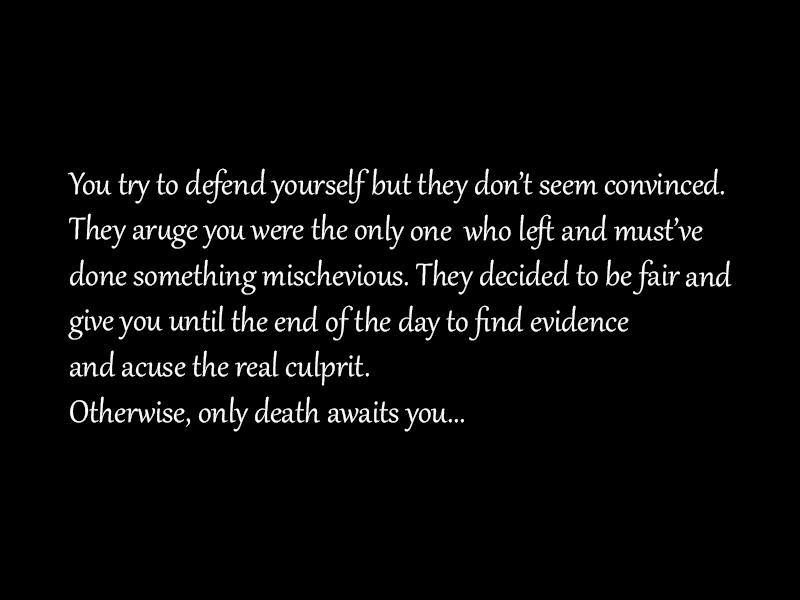 You try to defend yourself but they don't seem convinced.
They aruge you were the only one who left and must've
done something mischevious. They decided to be fair and
give you until the end of the day to find evidence
and acuse the real culprit.
Otherwise, only death awaits you...